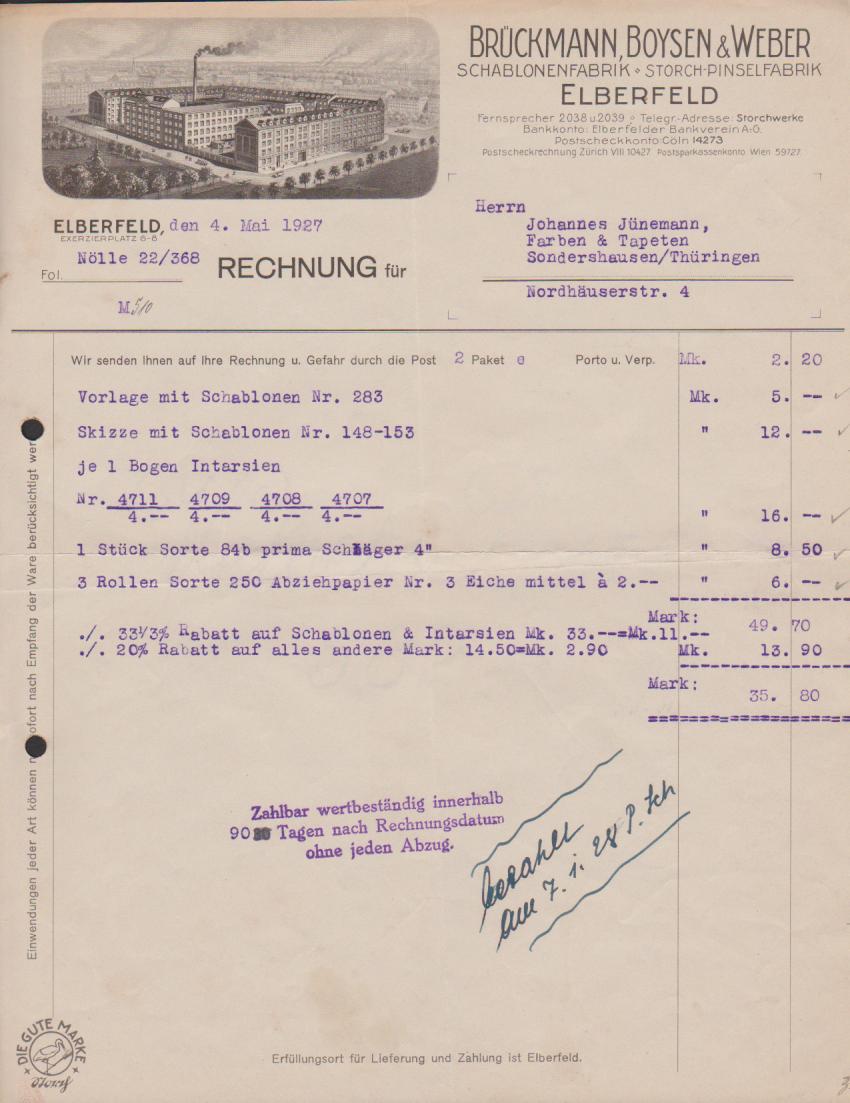 BRÜCKMANN, BOYSEN & WEBER
SCHABLONENFABRIK ⋄ STORCH-PINSELFABRIK
ELBERFELD
Fernsprecher 2038 u 2039 ⋄ Telegr.-Adresse: Storchwerke
Bankkonto: Elberfelder Bankverein A.-G.
Postscheckkonto: Cöln 14273
Postscheckrechnung Zürich VIII 10427 Postsparkassenkonto Wien 59727.
Herrn
Johannes Jünemann,
Farben & Tapeten
Sondershausen/Thüringen
Nordhäuserstr. 4
ELBERFELD, den 4. Mai 1927
EXERZIERPLATZ 6-8
Nölle 22/368
Fol.
RECHNUNG für
M 510
Wir senden Ihnen auf Ihre Rechnung u. Gefahr durch die Post 2 Paket e Porto u. Verp. Mk. 2. 20
Vorlage mit Schablonen Nr. 283 Mk. 5. --
Skizze mit Schablonen Nr. 148-153 " 12. --
je 1 Bogen Intarsien
Nr. 4711 4709 4708 4707
4.-- 4.-- 4.-- 4.-- " 16. --
1 Stück Sorte 84b prima Schläger 4" " 8. 50
3 Rollen Sorte 250 Abziehpapier Nr. 3 Eiche mittel à 2.-- " 6. --
Mark: 49. 70
./. 33⅓% Rabatt auf Schablonen & Intarsien Mk. 33.--=Mk.11.--
./. 20% Rabatt auf alles andere Mark: 14.50=Mk. 2.90 Mk. 13. 90
Mark: 35. 80
Zahlbar wertbeständig innerhalb
90 Tagen nach Rechnungsdatum
ohne jeden Abzug.
bezahlt
am 7. 1. 28 P. Sch
Einwendungen jeder Art können n sofort nach Empfang der Ware berücksichtigt wer
DIE GUTE MARKE
Storch
Erfüllungsort für Lieferung und Zahlung ist Elberfeld.